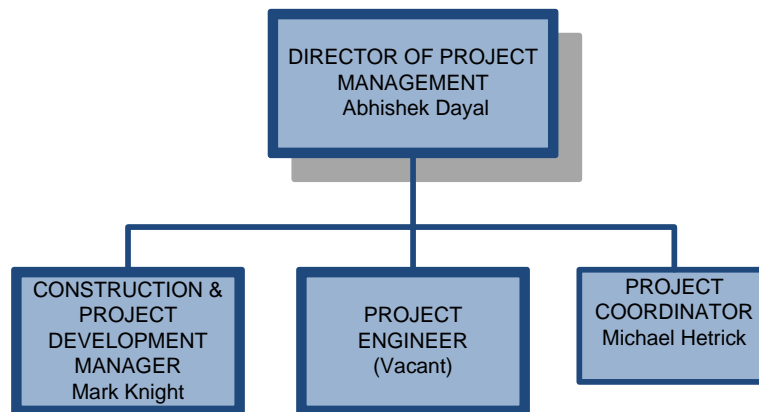 DIRECTOR OF PROJECT
MANAGEMENT
Abhishek Dayal
CONSTRUCTION &
PROJECT
DEVELOPMENT
MANAGER
Mark Knight
PROJECT
ENGINEER
(Vacant)
PROJECT
COORDINATOR
Michael Hetrick